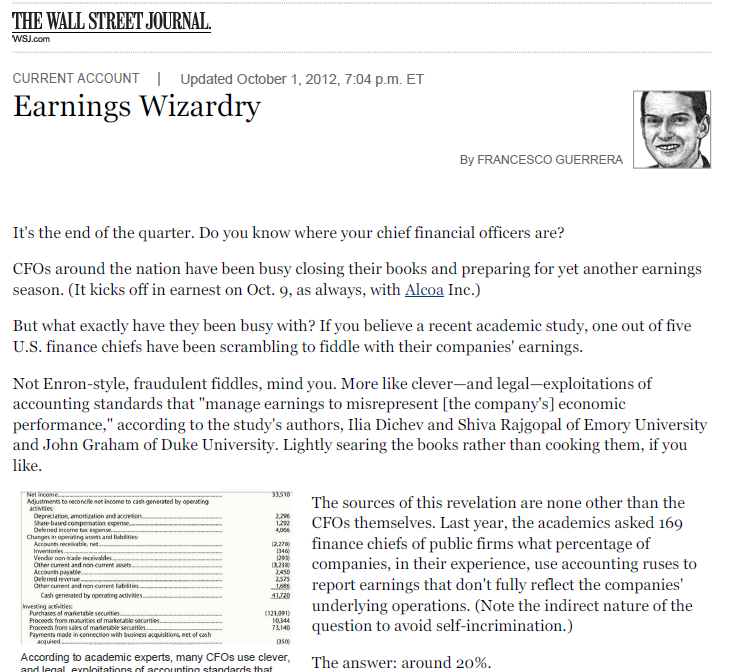 THE WALL STREET JOURNAL.
WSJ.com
CURRENT ACCOUNT | Updated October 1, 2012, 7:04 p.m. ET
Earnings Wizardry
By FRANCESCO GUERRERA
It's the end of the quarter. Do you know where your chief financial officers are?
CFOs around the nation have been busy closing their books and preparing for yet another earnings
season. (It kicks off in earnest on Oct. 9, as always, with Alcoa Inc.)
But what exactly have they been busy with? If you believe a recent academic study, one out of five
U.S. finance chiefs have been scrambling to fiddle with their companies' earnings.
Not Enron-style, fraudulent fiddles, mind you. More like clever—and legal—exploitations of
accounting standards that "manage earnings to misrepresent [the company's] economic
performance," according to the study's authors, Ilia Dichev and Shiva Rajgopal of Emory University
and John Graham of Duke University. Lightly searing the books rather than cooking them, if you
like.
Net income 33,510
Adjustments to reconcile net income to cash generated by operating
activities:
Depreciation, amortization and accretion 2,296
Share-based compensation expense 1,292
Deferred income tax expense 4,066
Changes in operating assets and liabilities:
Accounts receivable, net (2,278)
Inventories (346)
Vendor non-trade receivables (293)
Other current and non-current assets (3,238)
Accounts payable 2,450
Deferred revenue 2,575
Other current and non-current liabilities 1,686
Cash generated by operating activities 41,720
Investing activities:
Purchases of marketable securities (123,091)
Proceeds from maturities of marketable securities 10,344
Proceeds from sales of marketable securities 73,140
Payments made in connection with business acquisitions, net of cash
acquired (350)
According to academic experts, many CFOs use clever,
and legal, exploitations of accounting standards that
The sources of this revelation are none other than the
CFOs themselves. Last year, the academics asked 169
finance chiefs of public firms what percentage of
companies, in their experience, use accounting ruses to
report earnings that don't fully reflect the companies'
underlying operations. (Note the indirect nature of the
question to avoid self-incrimination.)
The answer: around 20%.